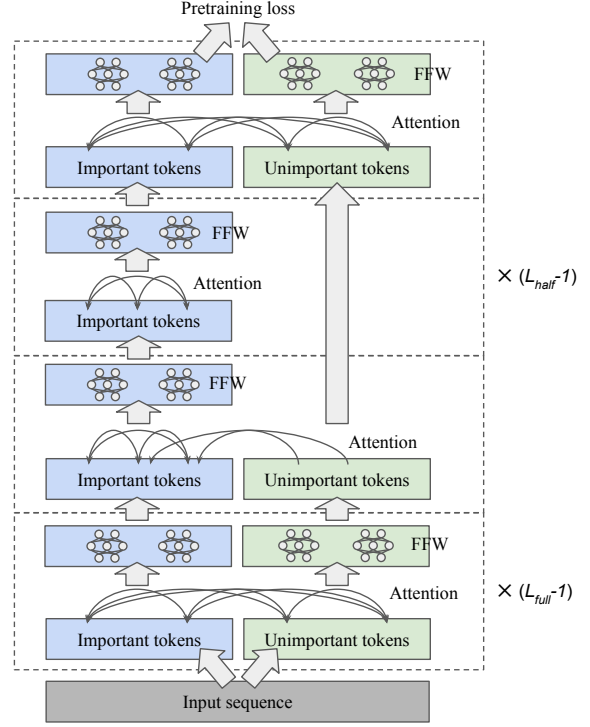 Pretraining loss
FFW
Attention
Important tokens
Unimportant tokens
FFW
Attention
Important tokens
× (L_half-1)
FFW
Attention
Important tokens
Unimportant tokens
FFW
Attention
Important tokens
Unimportant tokens
× (L_full-1)
Input sequence